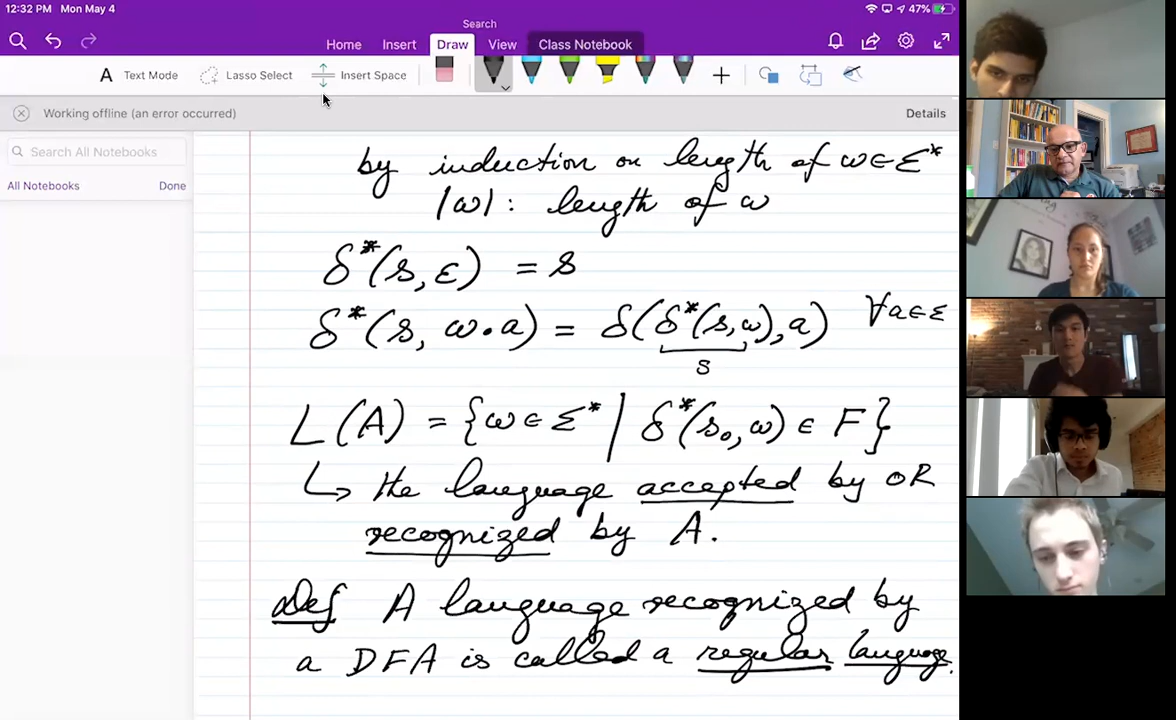 12:32 PM Mon May 4
Search
47%
Home Insert Draw View Class Notebook
A Text Mode Lasso Select Insert Space
Working offline (an error occurred) Details
Search All Notebooks
All Notebooks Done
by induction on length of w∈Σ*
|w| : length of w
δ*(s, ε) = s
δ*(s, w·a) = δ(δ*(s, w), a) ∀a∈Σ
s
L(A) = {w∈Σ* | δ*(s₀, w) ∈ F}
↳ the language accepted by OR
recognized by A.
Def A language recognized by
a DFA is called a regular language.